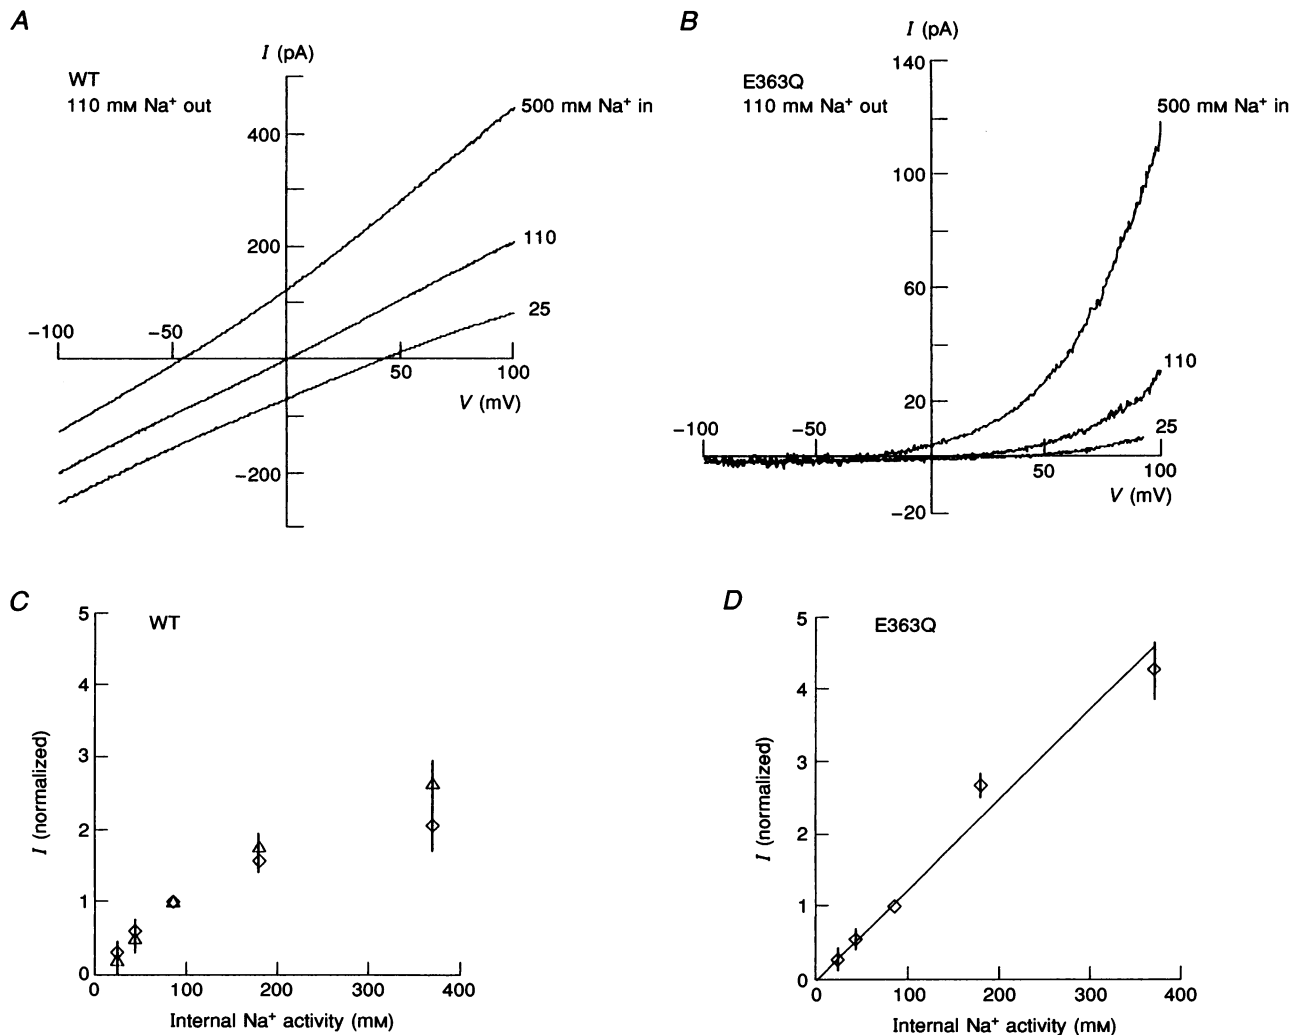 A
I (pA)
WT
110 mM Na⁺ out
500 mM Na⁺ in
400
200
110
25
−100
−50
50
100
V (mV)
−200
B
I (pA)
140
E363Q
110 mM Na⁺ out
500 mM Na⁺ in
100
60
20
110
25
−100
−50
50
100
V (mV)
−20
C
WT
5
4
3
2
1
0
I (normalized)
0 100 200 300 400
Internal Na⁺ activity (mM)
D
E363Q
5
4
3
2
1
0
I (normalized)
0 100 200 300 400
Internal Na⁺ activity (mM)